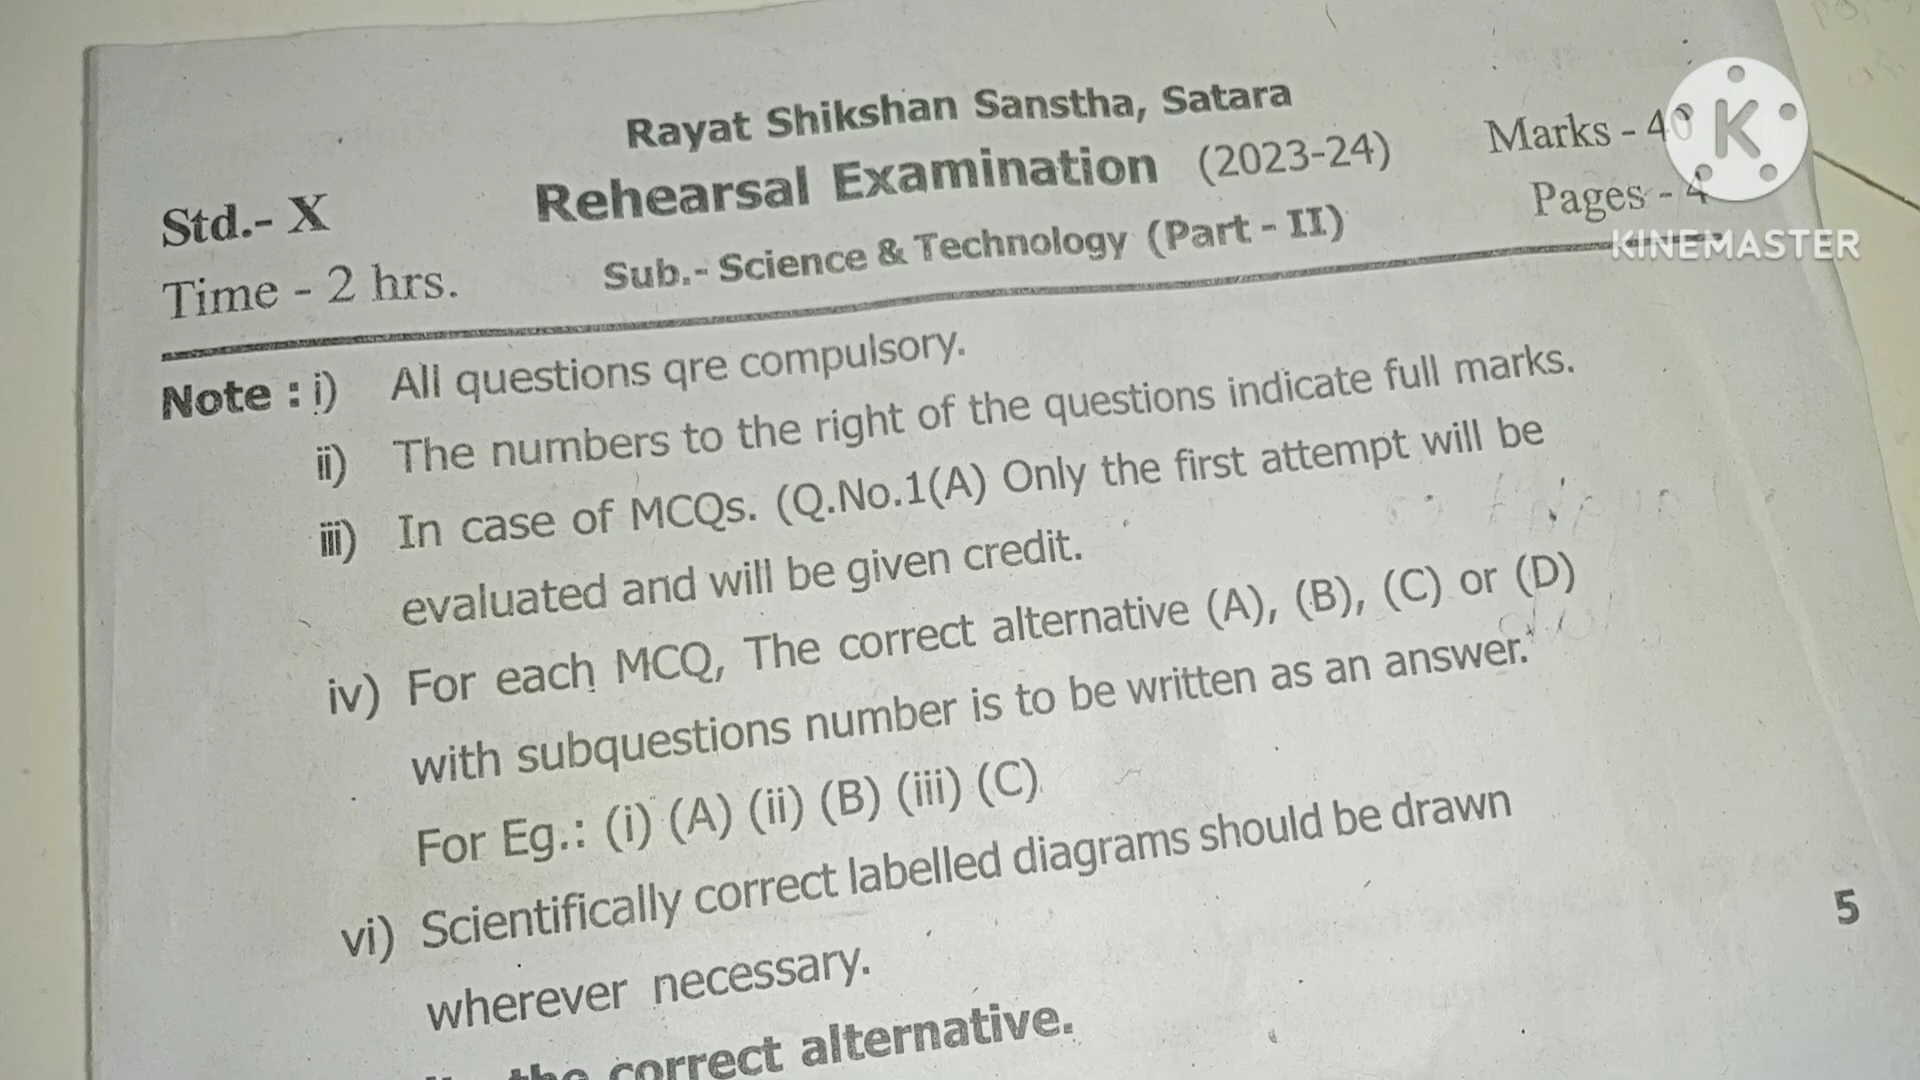 Rayat Shikshan Sanstha, Satara
Std.- X Rehearsal Examination (2023-24) Marks - 40
Time - 2 hrs. Sub.- Science & Technology (Part - II) Pages - 4
K
KINEMASTER
Note : i) All questions qre compulsory.
ii) The numbers to the right of the questions indicate full marks.
iii) In case of MCQs. (Q.No.1(A) Only the first attempt will be
evaluated and will be given credit.
iv) For each MCQ, The correct alternative (A), (B), (C) or (D)
with subquestions number is to be written as an answer.
For Eg.: (i) (A) (ii) (B) (iii) (C)
vi) Scientifically correct labelled diagrams should be drawn
wherever necessary.
5
the correct alternative.